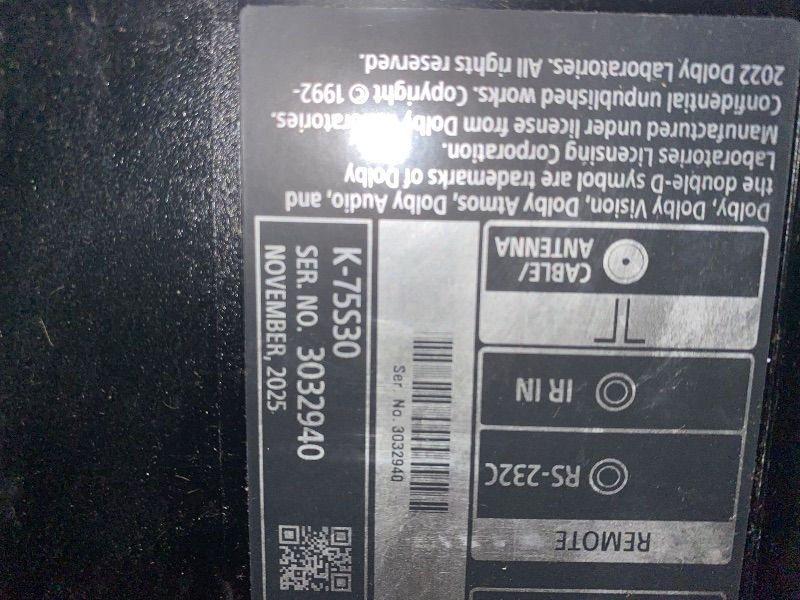 Dolby, Dolby Vision, Dolby Atmos, Dolby Audio, and
the double-D symbol are trademarks of Dolby
Laboratories Licensing Corporation.
Manufactured under license from Dolby Laboratories.
Confidential unpublished works. Copyright © 1992-
2022 Dolby Laboratories. All rights reserved.
CABLE/
ANTENNA
IR IN
RS-232C
REMOTE
K-75S30
SER. NO. 3032940
NOVEMBER, 2025
Ser. No. 3032940